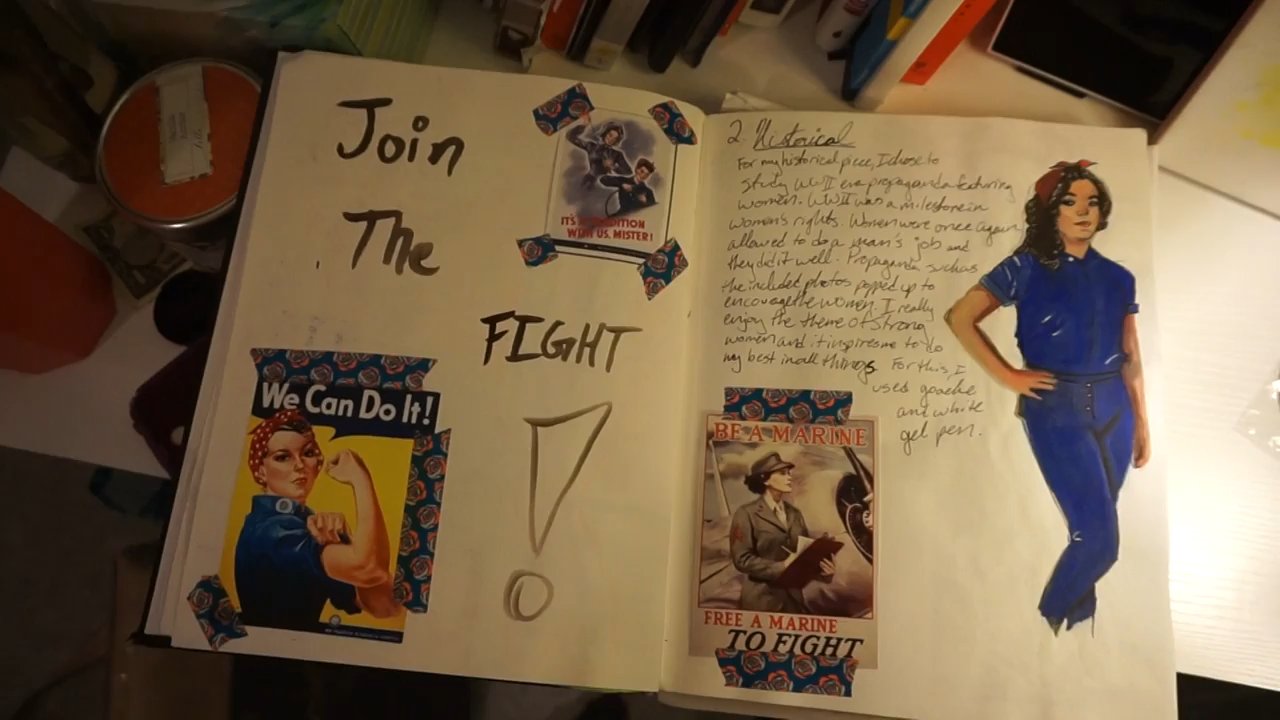 Join
The
FIGHT
!
IT'S A TRADITION
WITH US, MISTER!
We Can Do It!
2. Historical
For my historical piece, I chose to
study WWII era propaganda featuring
women. WWII was a milestone in
women's rights. Women were once again
allowed to do a man's job and
they did it well. Propaganda such as
the included photos popped up to
encourage the women. I really
enjoy the theme of strong
women and it inspires me to do
my best in all things. For this, I
used goache
and white
gel pen.
BE A MARINE
FREE A MARINE
TO FIGHT